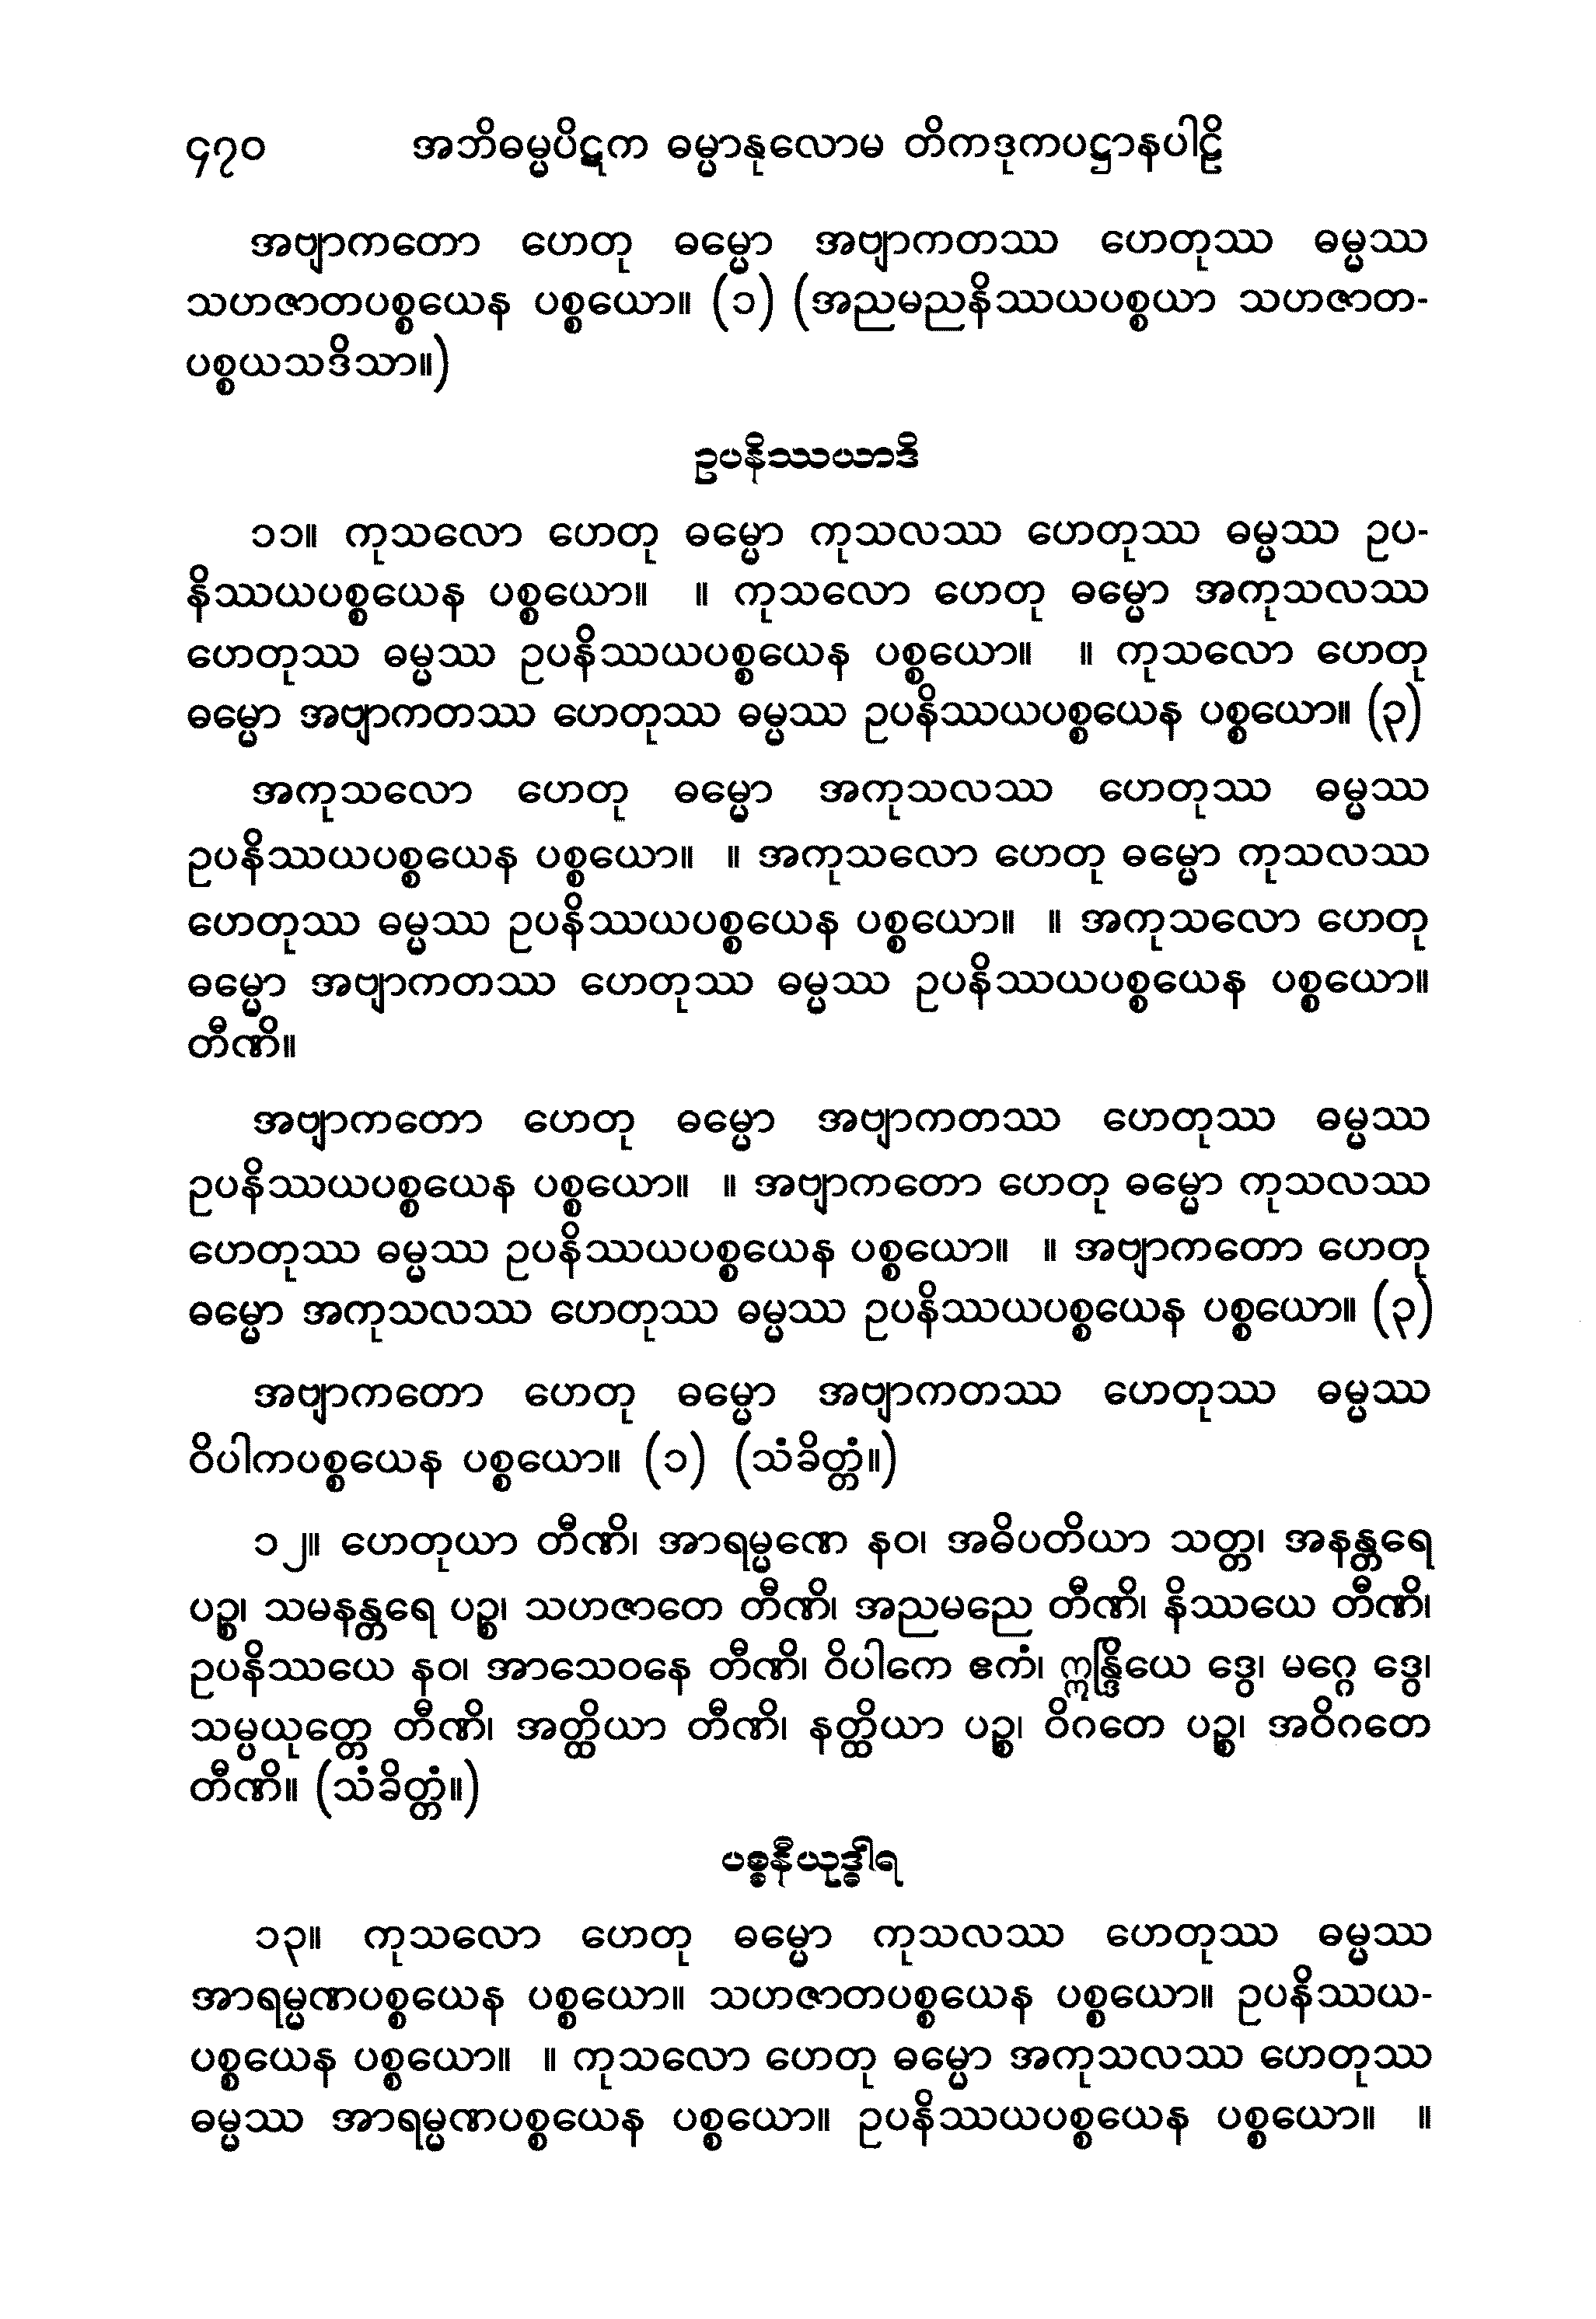 ၄၇၀ အဘိဓမ္မပိဋက ဓမ္မာနုလောမ တိကဒုကပဋ္ဌာနပါဠိ
အဗျာကတော ဟေတု ဓမ္မော အဗျာကတဿ ဟေတုဿ ဓမ္မဿ
သဟဇာတပစ္စယေန ပစ္စယော။ (၁) (အညမညနိဿယပစ္စယာ သဟဇာတ-
ပစ္စယသဒိသာ။)
ဥပနိဿယာဒိ
၁၁။ ကုသလော ဟေတု ဓမ္မော ကုသလဿ ဟေတုဿ ဓမ္မဿ ဥပ-
နိဿယပစ္စယေန ပစ္စယော။ ။ ကုသလော ဟေတု ဓမ္မော အကုသလဿ
ဟေတုဿ ဓမ္မဿ ဥပနိဿယပစ္စယေန ပစ္စယော။ ။ ကုသလော ဟေတု
ဓမ္မော အဗျာကတဿ ဟေတုဿ ဓမ္မဿ ဥပနိဿယပစ္စယေန ပစ္စယော။ (၃)
အကုသလော ဟေတု ဓမ္မော အကုသလဿ ဟေတုဿ ဓမ္မဿ
ဥပနိဿယပစ္စယေန ပစ္စယော။ ။ အကုသလော ဟေတု ဓမ္မော ကုသလဿ
ဟေတုဿ ဓမ္မဿ ဥပနိဿယပစ္စယေန ပစ္စယော။ ။ အကုသလော ဟေတု
ဓမ္မော အဗျာကတဿ ဟေတုဿ ဓမ္မဿ ဥပနိဿယပစ္စယေန ပစ္စယော။
တီဏိ။
အဗျာကတော ဟေတု ဓမ္မော အဗျာကတဿ ဟေတုဿ ဓမ္မဿ
ဥပနိဿယပစ္စယေန ပစ္စယော။ ။ အဗျာကတော ဟေတု ဓမ္မော ကုသလဿ
ဟေတုဿ ဓမ္မဿ ဥပနိဿယပစ္စယေန ပစ္စယော။ ။ အဗျာကတော ဟေတု
ဓမ္မော အကုသလဿ ဟေတုဿ ဓမ္မဿ ဥပနိဿယပစ္စယေန ပစ္စယော။ (၃)
အဗျာကတော ဟေတု ဓမ္မော အဗျာကတဿ ဟေတုဿ ဓမ္မဿ
ဝိပါကပစ္စယေန ပစ္စယော။ (၁) (သံခိတ္တံ။)
၁၂။ ဟေတုယာ တီဏိ၊ အာရမ္မဏေ နဝ၊ အဓိပတိယာ သတ္တ၊ အနန္တရေ
ပဉ္စ၊ သမနန္တရေ ပဉ္စ၊ သဟဇာတေ တီဏိ၊ အညမညေ တီဏိ၊ နိဿယေ တီဏိ၊
ဥပနိဿယေ နဝ၊ အာသေဝနေ တီဏိ၊ ဝိပါကေ ဧကံ၊ ဣန္ဒြိယေ ဒွေ၊ မဂ္ဂေ ဒွေ၊
သမ္ပယုတ္တေ တီဏိ၊ အတ္ထိယာ တီဏိ၊ နတ္ထိယာ ပဉ္စ၊ ဝိဂတေ ပဉ္စ၊ အဝိဂတေ
တီဏိ။ (သံခိတ္တံ။)
ပစ္စနီယုဒ္ဓါရ
၁၃။ ကုသလော ဟေတု ဓမ္မော ကုသလဿ ဟေတုဿ ဓမ္မဿ
အာရမ္မဏပစ္စယေန ပစ္စယော။ သဟဇာတပစ္စယေန ပစ္စယော။ ဥပနိဿယ-
ပစ္စယေန ပစ္စယော။ ။ ကုသလော ဟေတု ဓမ္မော အကုသလဿ ဟေတုဿ
ဓမ္မဿ အာရမ္မဏပစ္စယေန ပစ္စယော။ ဥပနိဿယပစ္စယေန ပစ္စယော။ ။